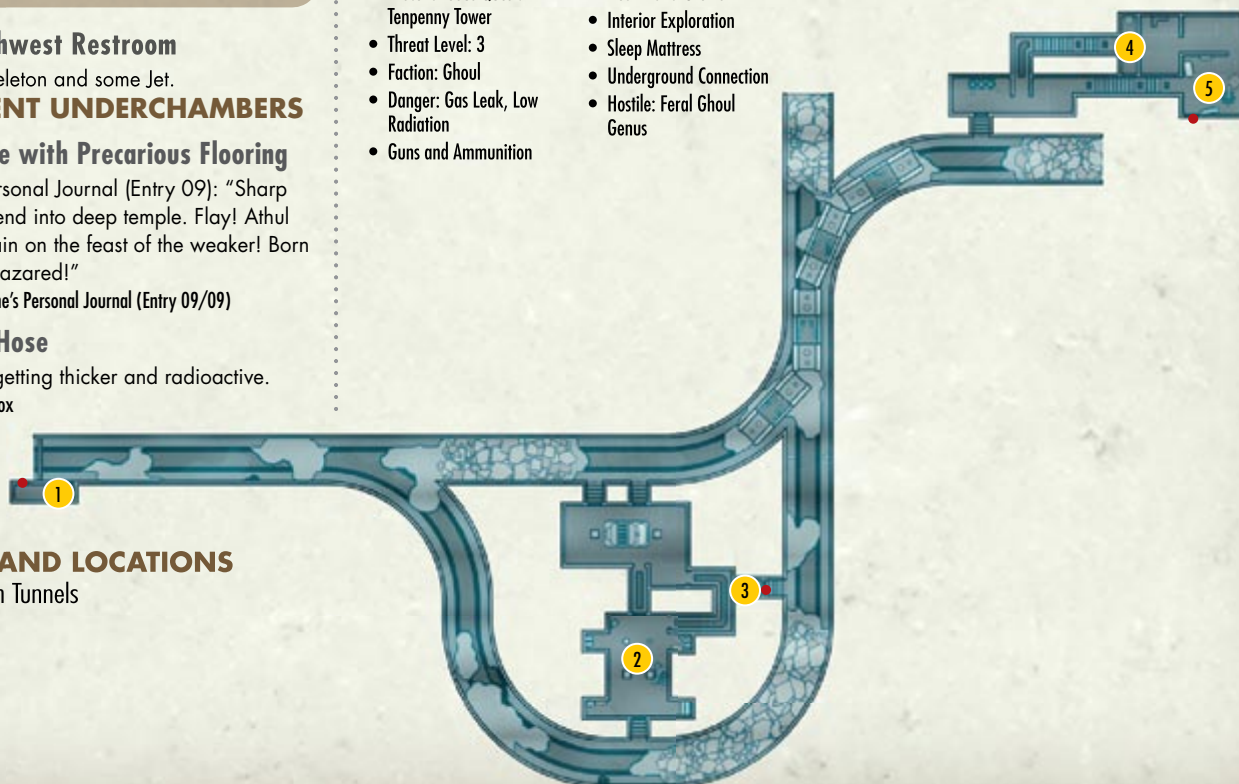 hwest Restroom
eleton and some Jet.
ENT UNDERCHAMBERS
e with Precarious Flooring
rsonal Journal (Entry 09): “Sharp
end into deep temple. Flay! Athul
ain on the feast of the weaker! Born
azared!”
ne’s Personal Journal (Entry 09/09)
Hose
getting thicker and radioactive.
ox
AND LOCATIONS
n Tunnels
Tenpenny Tower
• Threat Level: 3
• Faction: Ghoul
• Danger: Gas Leak, Low
Radiation
• Guns and Ammunition
• Interior Exploration
• Sleep Mattress
• Underground Connection
• Hostile: Feral Ghoul
Genus
4
5
1
3
2